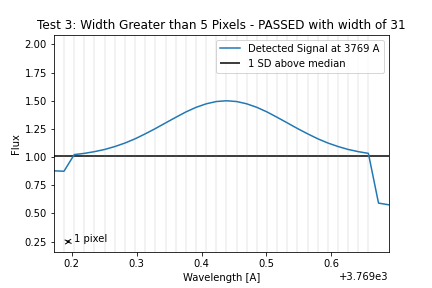 Test 3: Width Greater than 5 Pixels - PASSED with width of 31
2.00
1.75
1.50
1.25
1.00
0.75
0.50
0.25
Flux
Detected Signal at 3769 A
1 SD above median
1 pixel
0.2 0.3 0.4 0.5 0.6
Wavelength [A]
+3.769e3